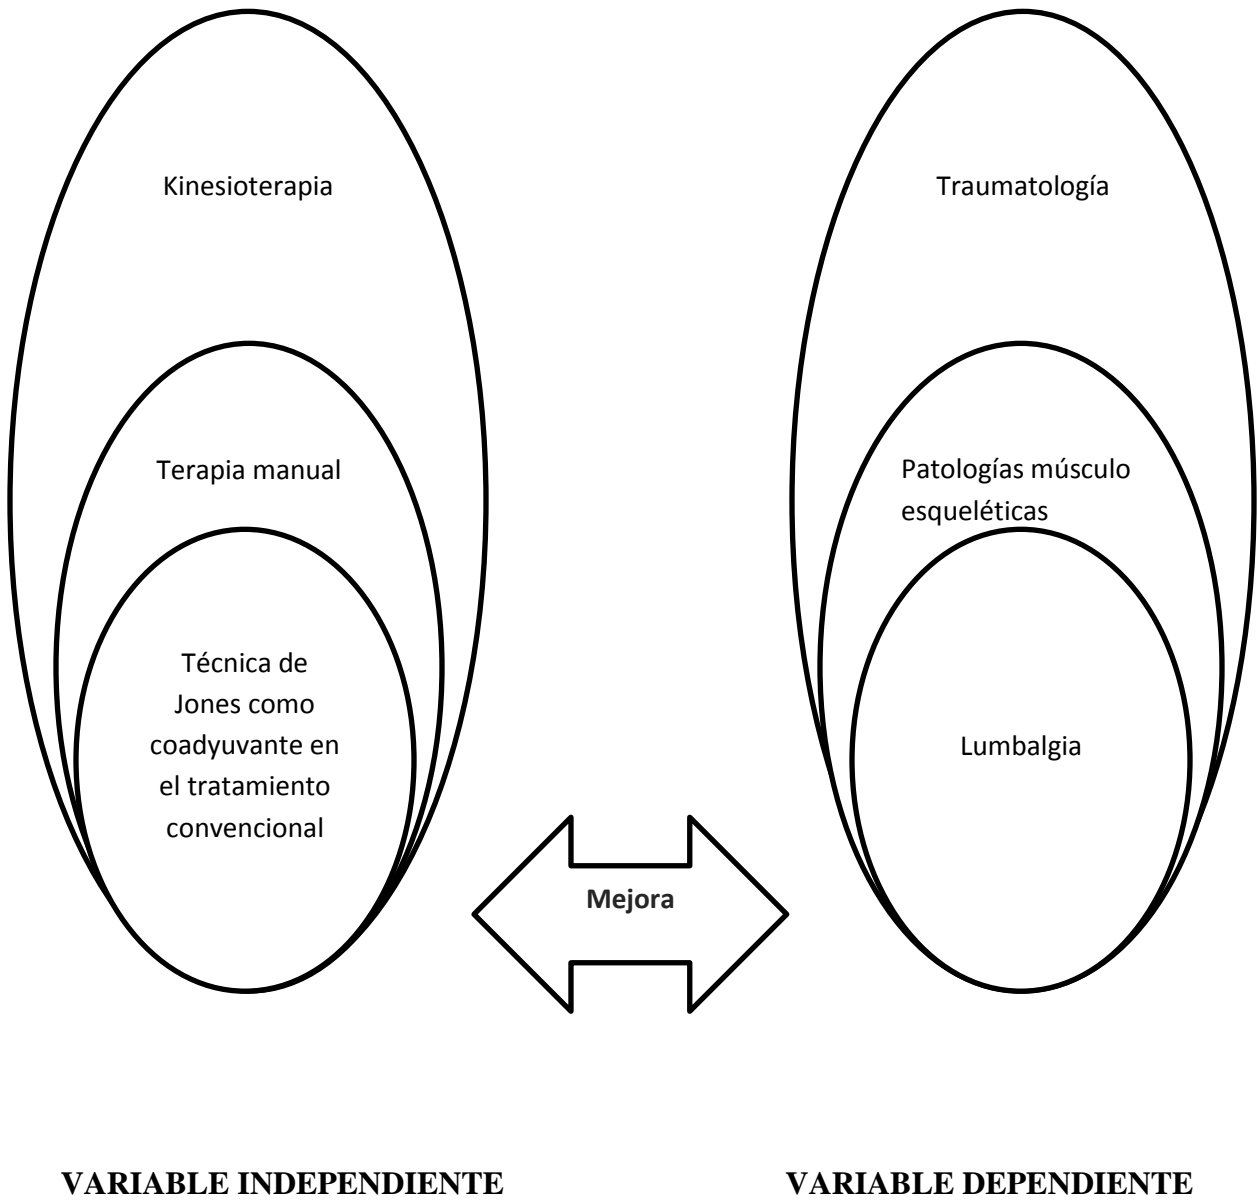 Kinesioterapia
Terapia manual
Técnica de
Jones como
coadyuvante en
el tratamiento
convencional
Mejora
Traumatología
Patologías músculo
esqueléticas
Lumbalgia
VARIABLE INDEPENDIENTE
VARIABLE DEPENDIENTE